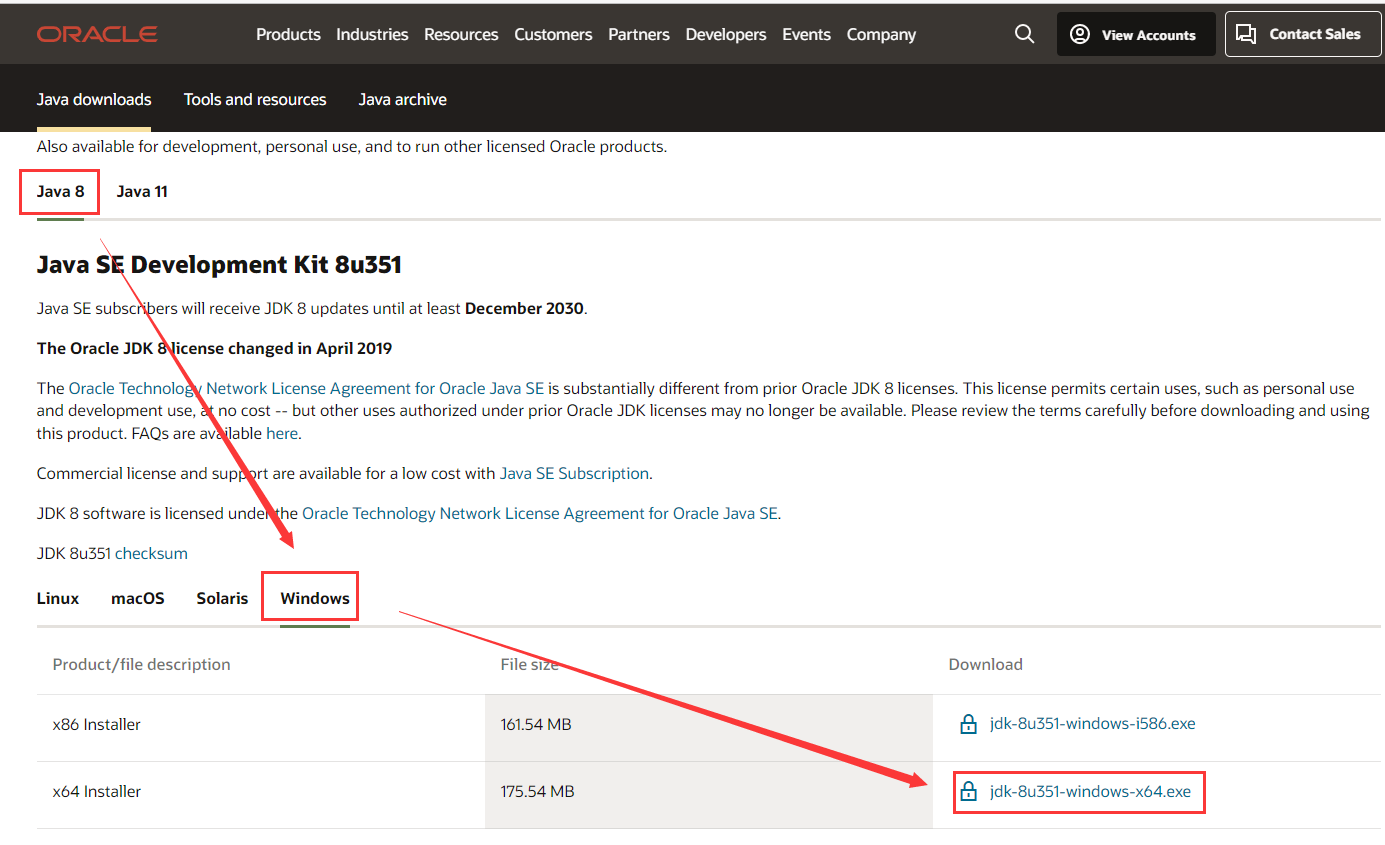 ORACLE Products Industries Resources Customers Partners Developers Events Company View Accounts Contact Sales
Java downloads Tools and resources Java archive
Also available for development, personal use, and to run other licensed Oracle products.
Java 8 Java 11
Java SE Development Kit 8u351
Java SE subscribers will receive JDK 8 updates until at least December 2030.
The Oracle JDK 8 license changed in April 2019
The Oracle Technology Network License Agreement for Oracle Java SE is substantially different from prior Oracle JDK 8 licenses. This license permits certain uses, such as personal use
and development use, at no cost -- but other uses authorized under prior Oracle JDK licenses may no longer be available. Please review the terms carefully before downloading and using
this product. FAQs are available here.
Commercial license and support are available for a low cost with Java SE Subscription.
JDK 8 software is licensed under the Oracle Technology Network License Agreement for Oracle Java SE.
JDK 8u351 checksum
Linux macOS Solaris Windows
Product/file description File size Download
x86 Installer 161.54 MB jdk-8u351-windows-i586.exe
x64 Installer 175.54 MB jdk-8u351-windows-x64.exe